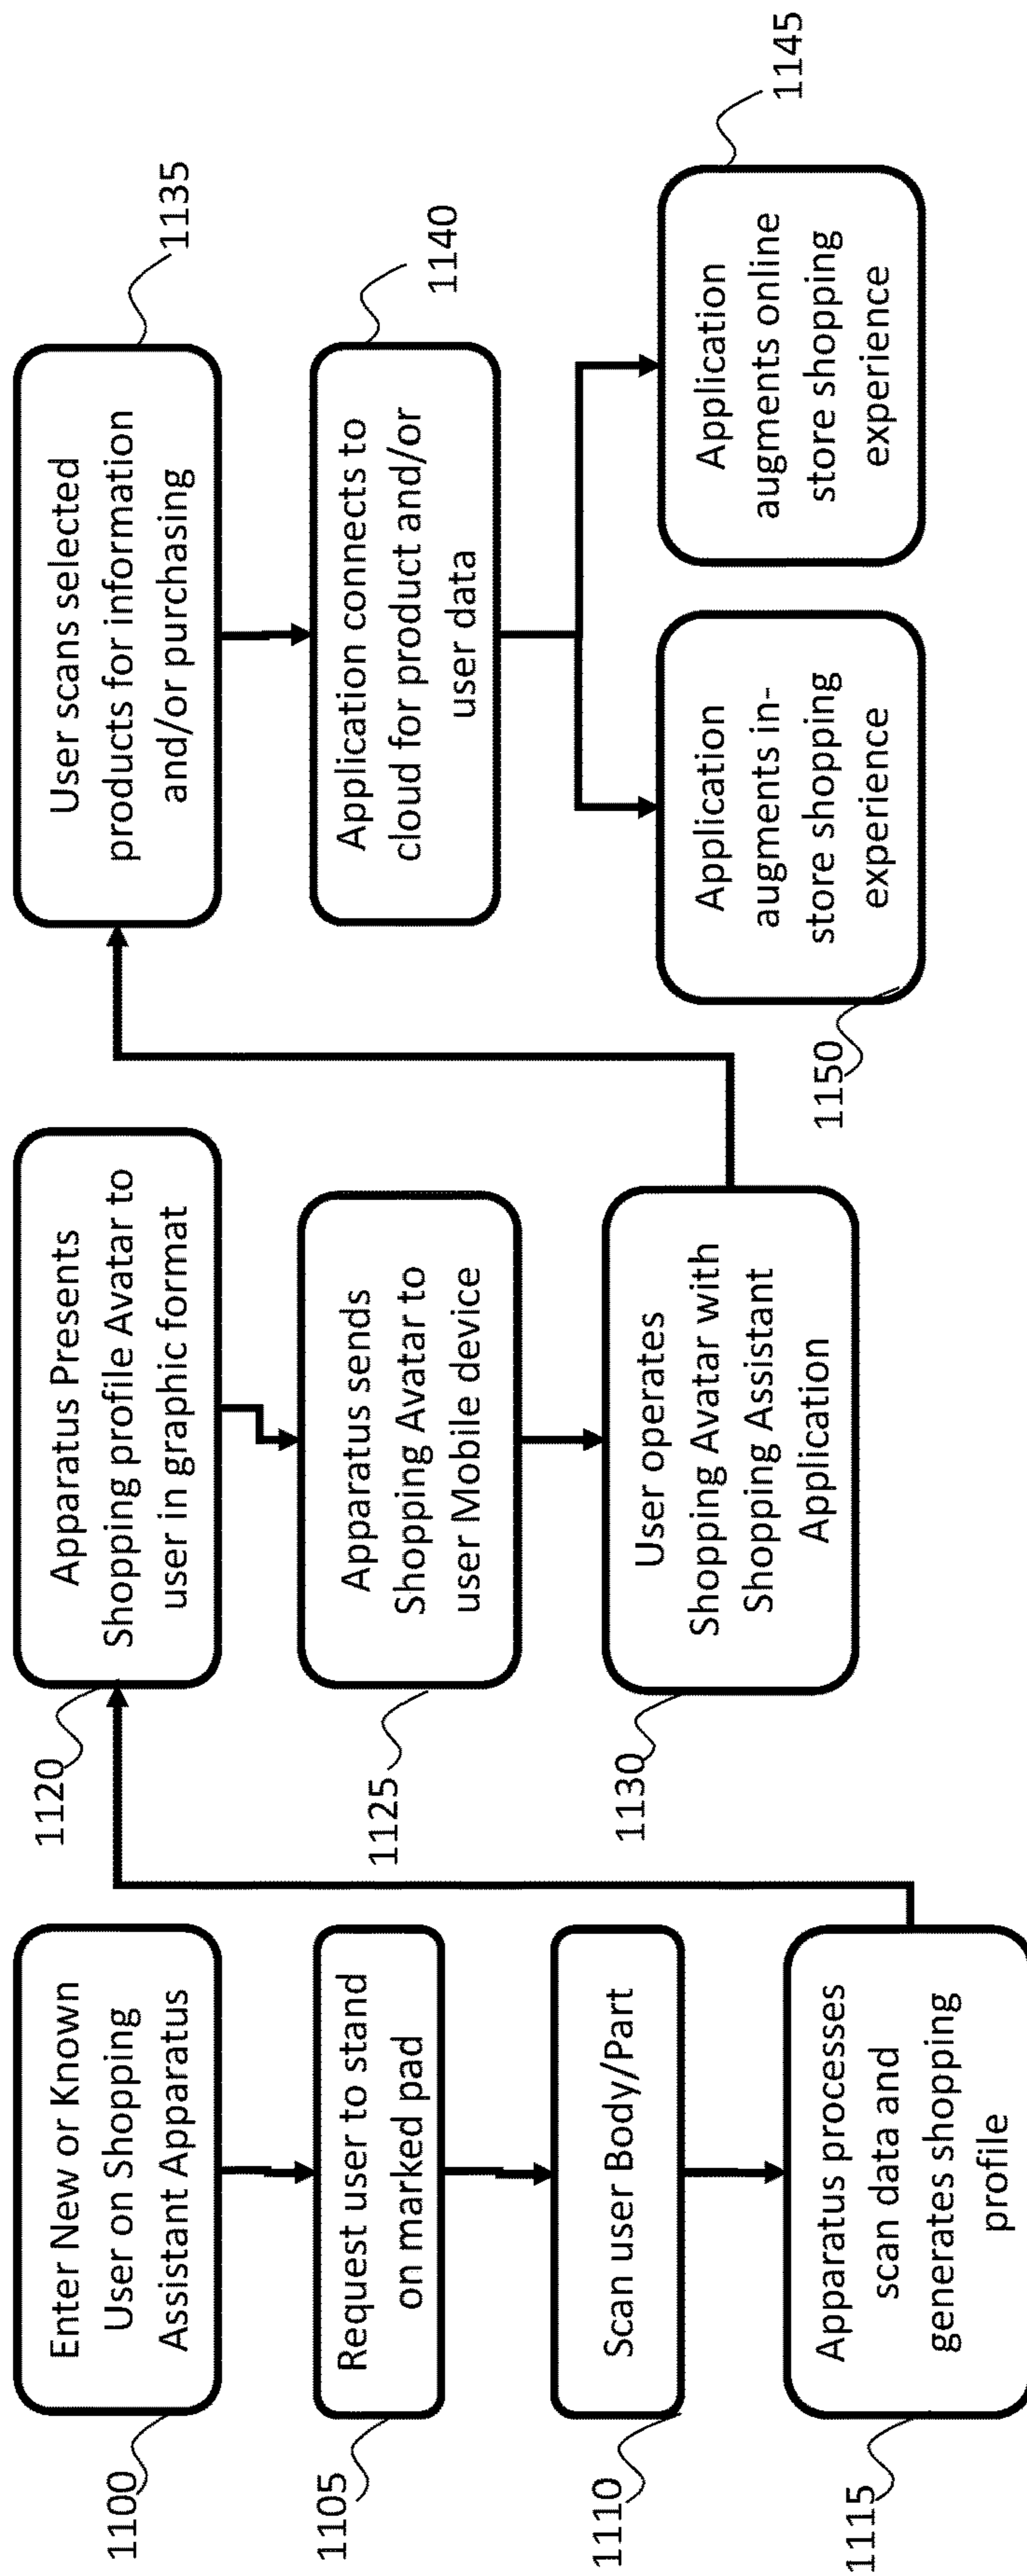 1100
Enter New or Known
User on Shopping
Assistant Apparatus
1105
Request user to stand
on marked pad
1110
Scan user Body/Part
1115
Apparatus processes
scan data and
generates shopping
profile
1120
Apparatus Presents
Shopping profile Avatar to
user in graphic format
1125
Apparatus sends
Shopping Avatar to
user Mobile device
1130
User operates
Shopping Avatar with
Shopping Assistant
Application
1135
User scans selected
products for information
and/or purchasing
1140
Application connects to
cloud for product and/or
user data
1150
Application
augments in-
store shopping
experience
1145
Application
augments online
store shopping
experience